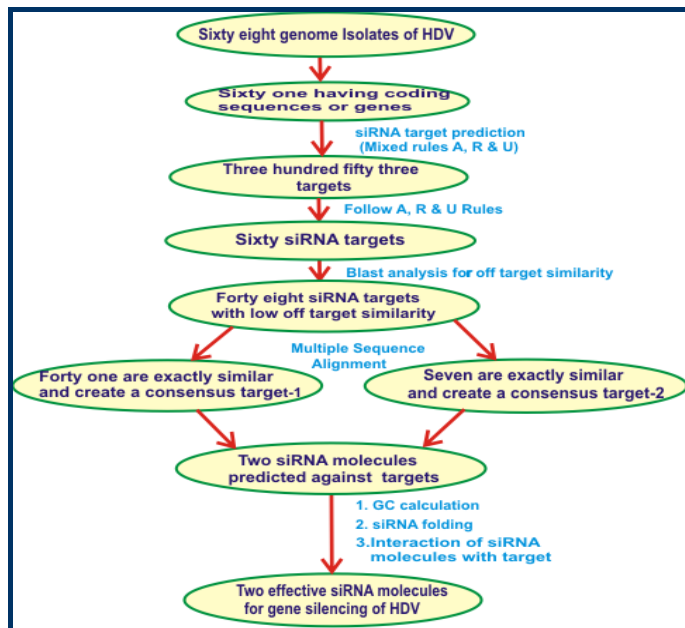 Sixty eight genome Isolates of HDV
Sixty one having coding
sequences or genes
siRNA target prediction
(Mixed rules A, R & U)
Three hundred fifty three
targets
Follow A, R & U Rules
Sixty siRNA targets
Blast analysis for off target similarity
Forty eight siRNA targets
with low off target similarity
Multiple Sequence
Alignment
Forty one are exactly similar
and create a consensus target-1
Seven are exactly similar
and create a consensus target-2
Two siRNA molecules
predicted against targets
1. GC calculation
2. siRNA folding
3.Interaction of siRNA
molecules with target
Two effective siRNA molecules
for gene silencing of HDV